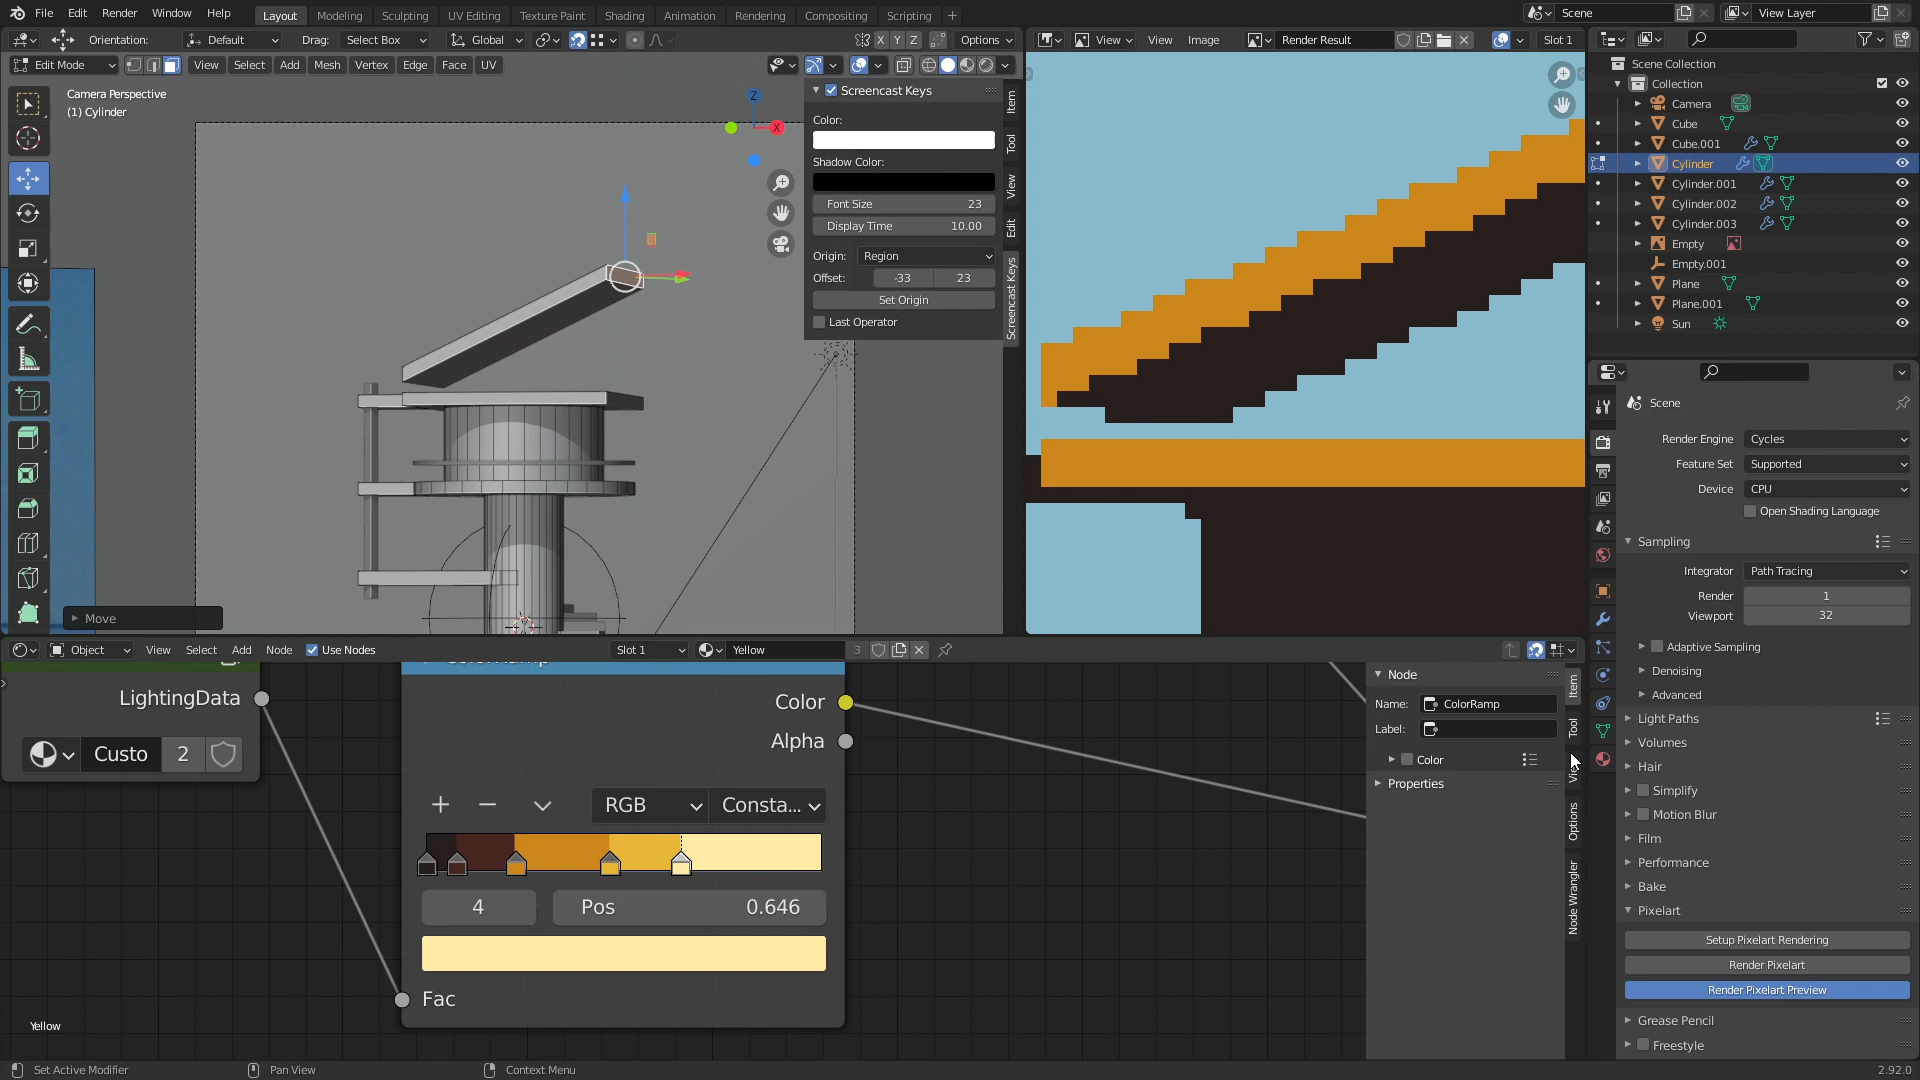 File Edit Render Window Help Layout Modeling Sculpting UV Editing Texture Paint Shading Animation Rendering Compositing Scripting + Scene View Layer
Orientation: Default Drag: Select Box Global X Y Z Options View View Image Render Result Slot 1
Edit Mode View Select Add Mesh Vertex Edge Face UV
Camera Perspective
(1) Cylinder
Z
X
Screencast Keys
Color:
Shadow Color:
Font Size 23
Display Time 10.00
Origin: Region
Offset: -33 23
Set Origin
Last Operator
Item
Tool
View
Edit
Screencast Keys
Move
Scene Collection
Collection
Camera
Cube
Cube.001
Cylinder
Cylinder.001
Cylinder.002
Cylinder.003
Empty
Empty.001
Plane
Plane.001
Sun
Scene
Render Engine Cycles
Feature Set Supported
Device CPU
Open Shading Language
Sampling
Integrator Path Tracing
Render 1
Viewport 32
Adaptive Sampling
Denoising
Advanced
Light Paths
Volumes
Hair
Simplify
Motion Blur
Film
Performance
Bake
Pixelart
Setup Pixelart Rendering
Render Pixelart
Render Pixelart Preview
Grease Pencil
Freestyle
Object View Select Add Node Use Nodes Slot 1 Yellow 3
LightingData
Custo 2
Color
Alpha
+ − RGB Consta...
4 Pos 0.646
Fac
Yellow
Node
Name: ColorRamp
Label:
Color
Properties
Item
Tool
Options
Node Wrangler
Set Active Modifier Pan View Context Menu 2.92.0